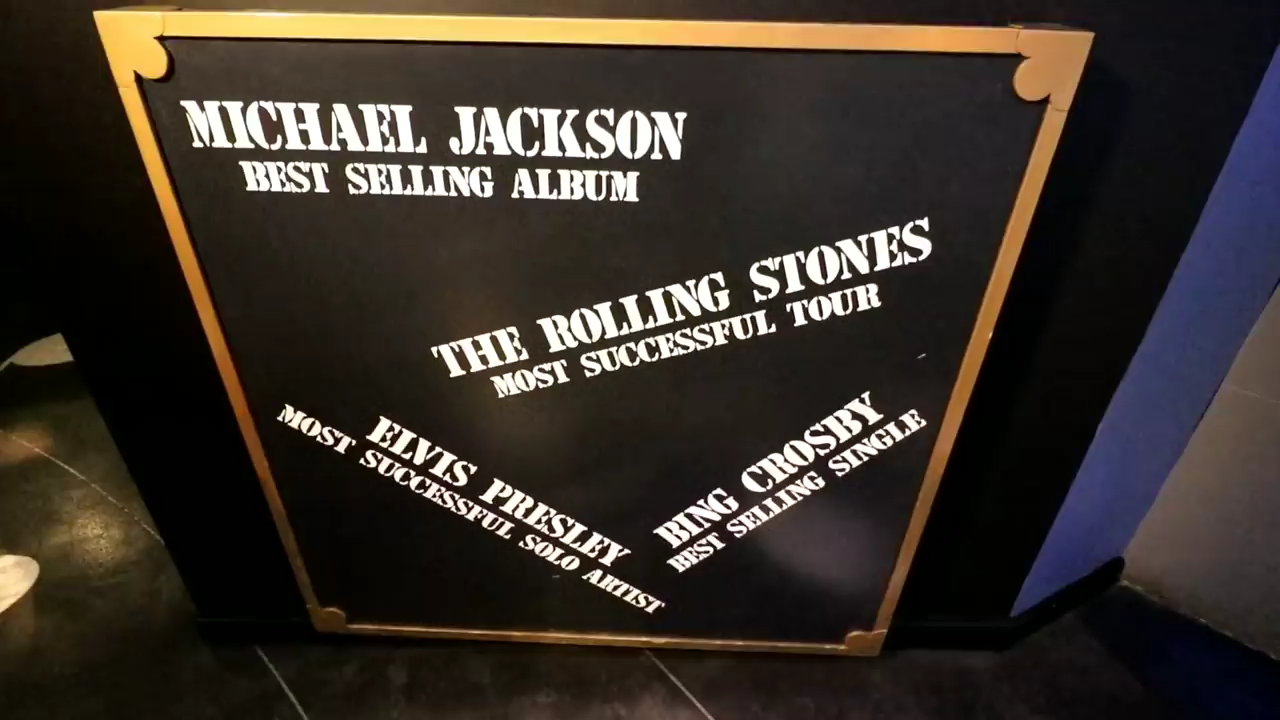 MICHAEL JACKSON
BEST SELLING ALBUM
THE ROLLING STONES
MOST SUCCESSFUL TOUR
ELVIS PRESLEY
MOST SUCCESSFUL SOLO ARTIST
BING CROSBY
BEST SELLING SINGLE